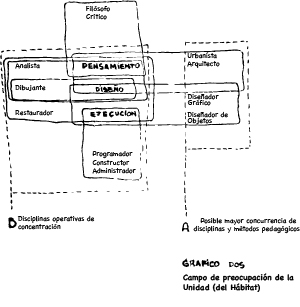 Filósofo
Crítico
Analista
PENSAMIENTO
Urbanista
Arquitecto
Dibujante
DISEÑO
Diseñador
Gráfico
Restaurador
EJECUCION
Diseñador de
Objetos
Programador
Constructor
Administrador
B Disciplinas operativas de
concentración
A Posible mayor concurrencia de
disciplinas y métodos pedagógicos
GRAFICO DOS
Campo de preocupación de la
Unidad (del Hábitat)